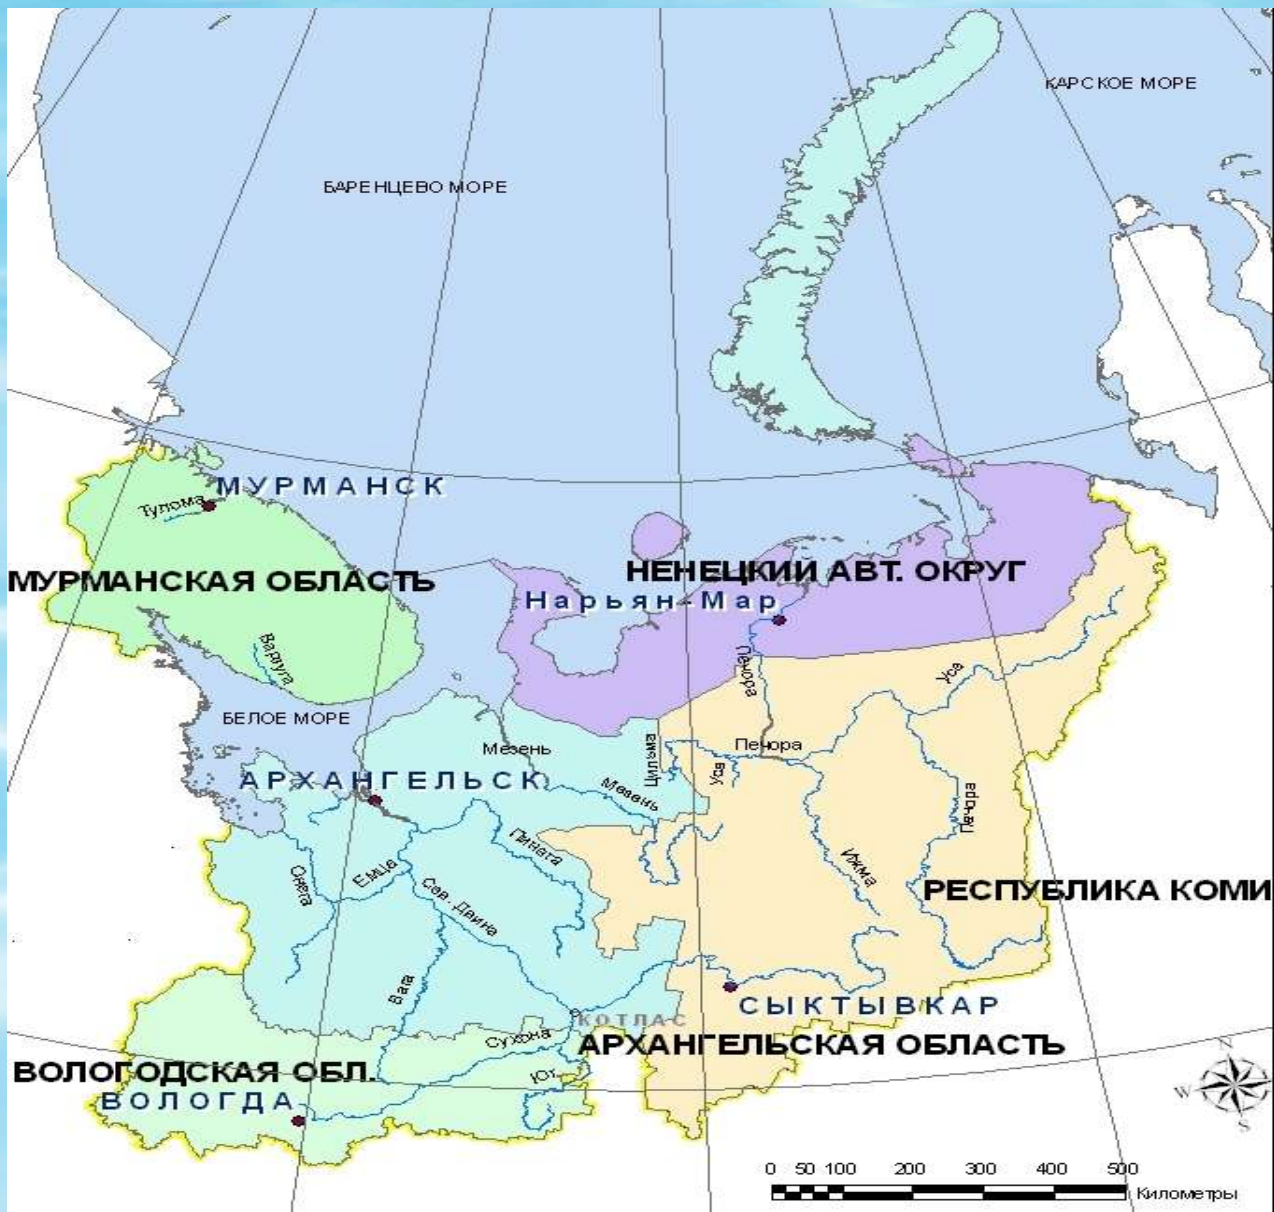 КАРСКОЕ МОРЕ
БАРЕНЦЕВО МОРЕ
МУРМАНСК
Тулома
МУРМАНСКАЯ ОБЛАСТЬ
НЕНЕЦКИЙ АВТ. ОКРУГ
Нарьян-Мар
Варзуга
Печора
Уса
БЕЛОЕ МОРЕ
Мезень
Цильма
Печора
Уса
АРХАНГЕЛЬСК
Мезень
Печора
Пинега
Ижма
Онега
Емца
Сев. Двина
РЕСПУБЛИКА КОМИ
Вага
СЫКТЫВКАР
КОТЛАС
Сухона
АРХАНГЕЛЬСКАЯ ОБЛАСТЬ
ВОЛОГОДСКАЯ ОБЛ.
Юг
ВОЛОГДА
N
W
S
0 50 100 200 300 400 500
Километры